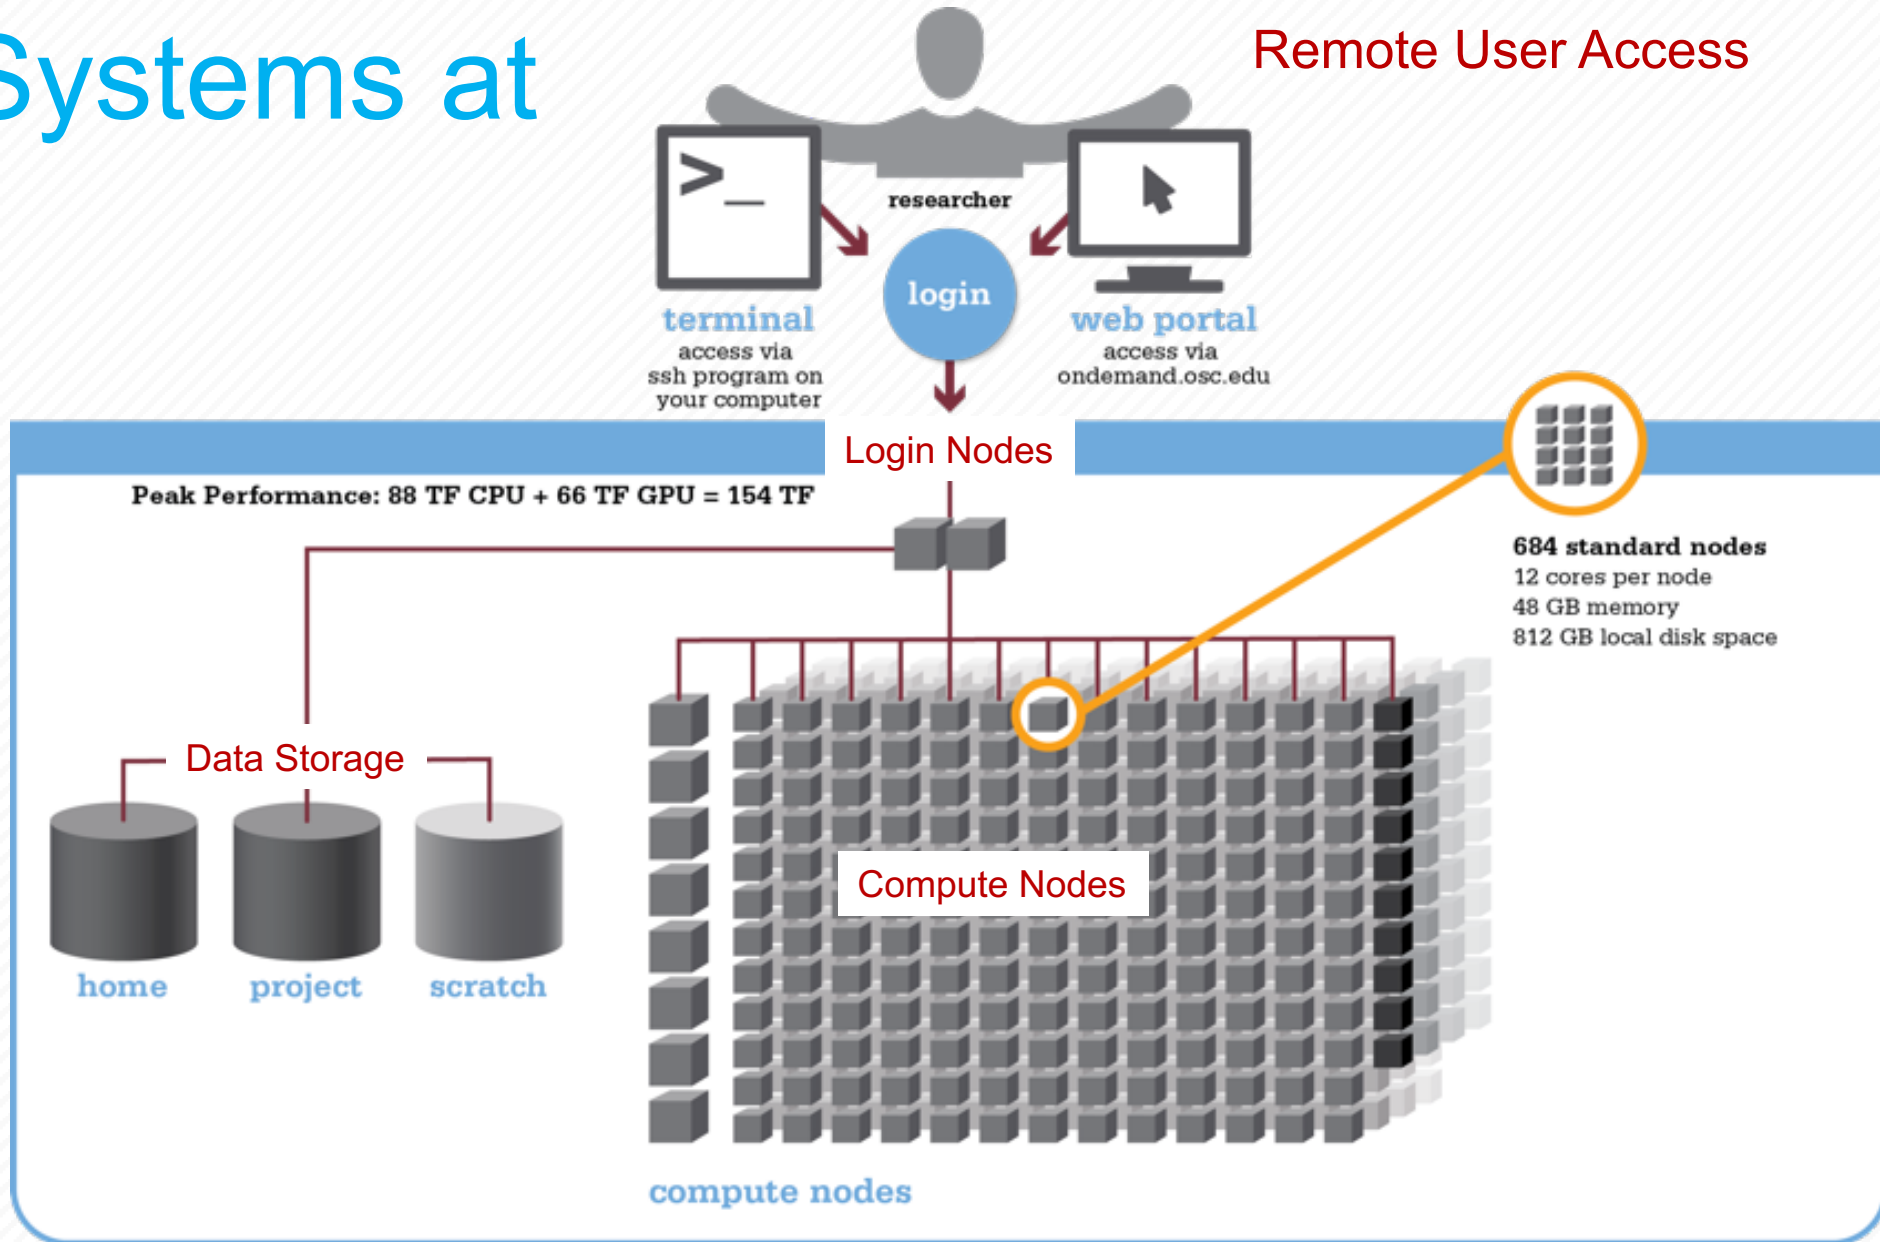 Systems at
Remote User Access
>_
researcher
login
terminal
access via
ssh program on
your computer
web portal
access via
ondemand.osc.edu
Login Nodes
Peak Performance: 88 TF CPU + 66 TF GPU = 154 TF
684 standard nodes
12 cores per node
48 GB memory
812 GB local disk space
Data Storage
home
project
scratch
Compute Nodes
compute nodes